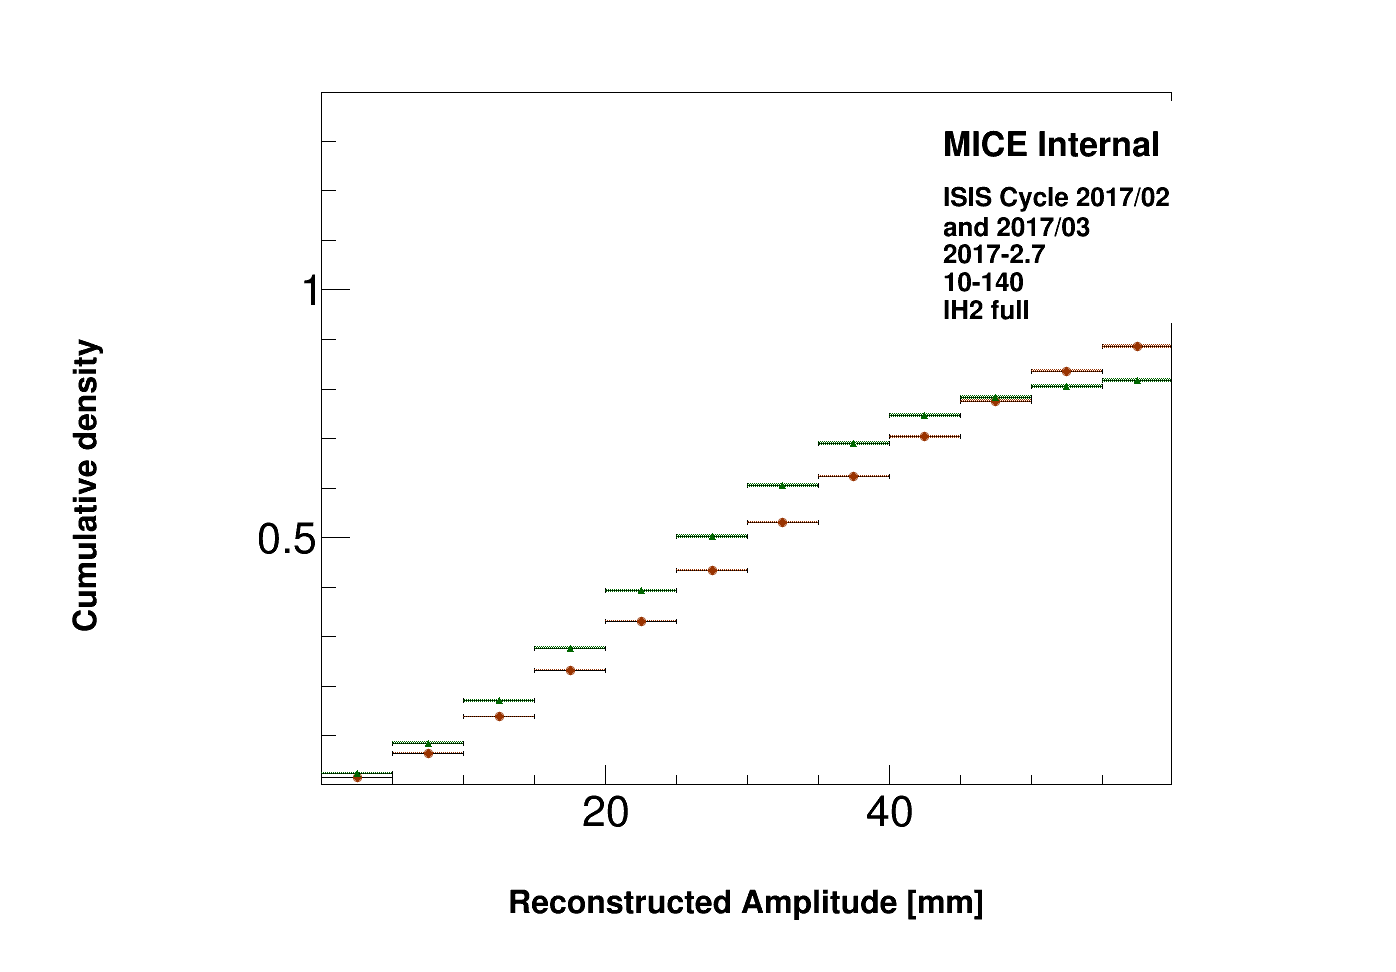 MICE Internal
ISIS Cycle 2017/02
and 2017/03
2017-2.7
10-140
IH2 full
1
0.5
Cumulative density
20 40
Reconstructed Amplitude [mm]